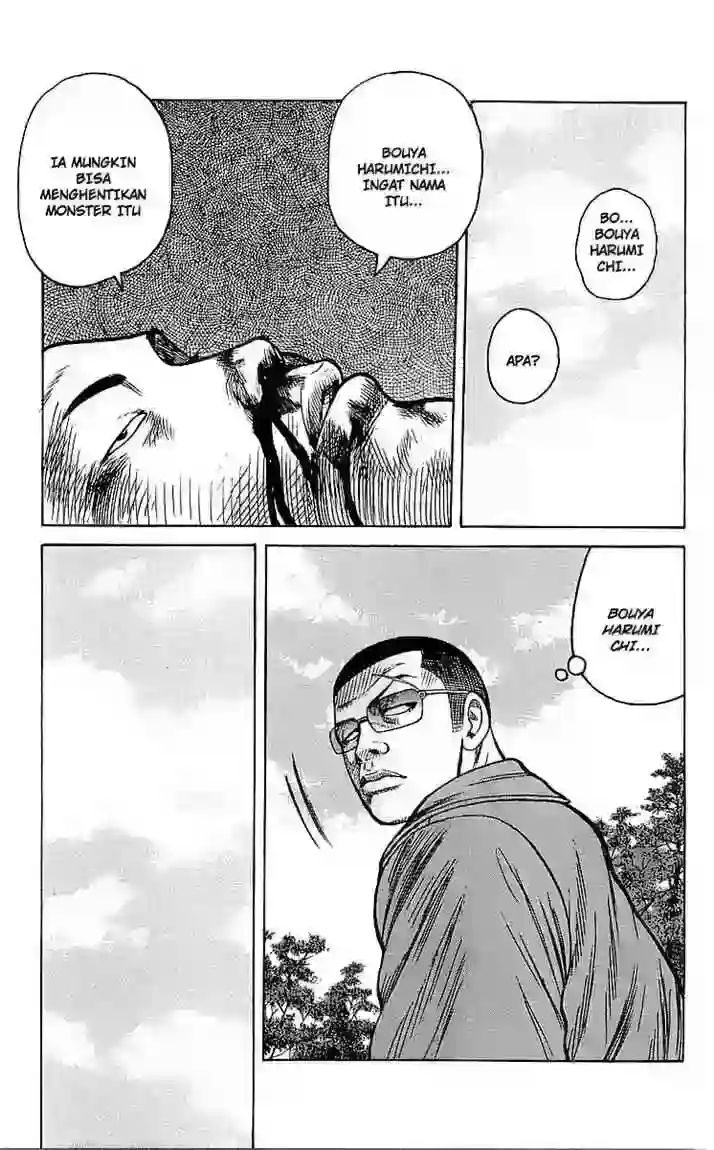 BO...
BOUYA
HARUMI
CHI...
APA?
BOUYA
HARUMICHI...
INGAT NAMA
ITU...
IA MUNGKIN
BISA
MENGHENTIKAN
MONSTER ITU
BOUYA
HARUMI
CHI...